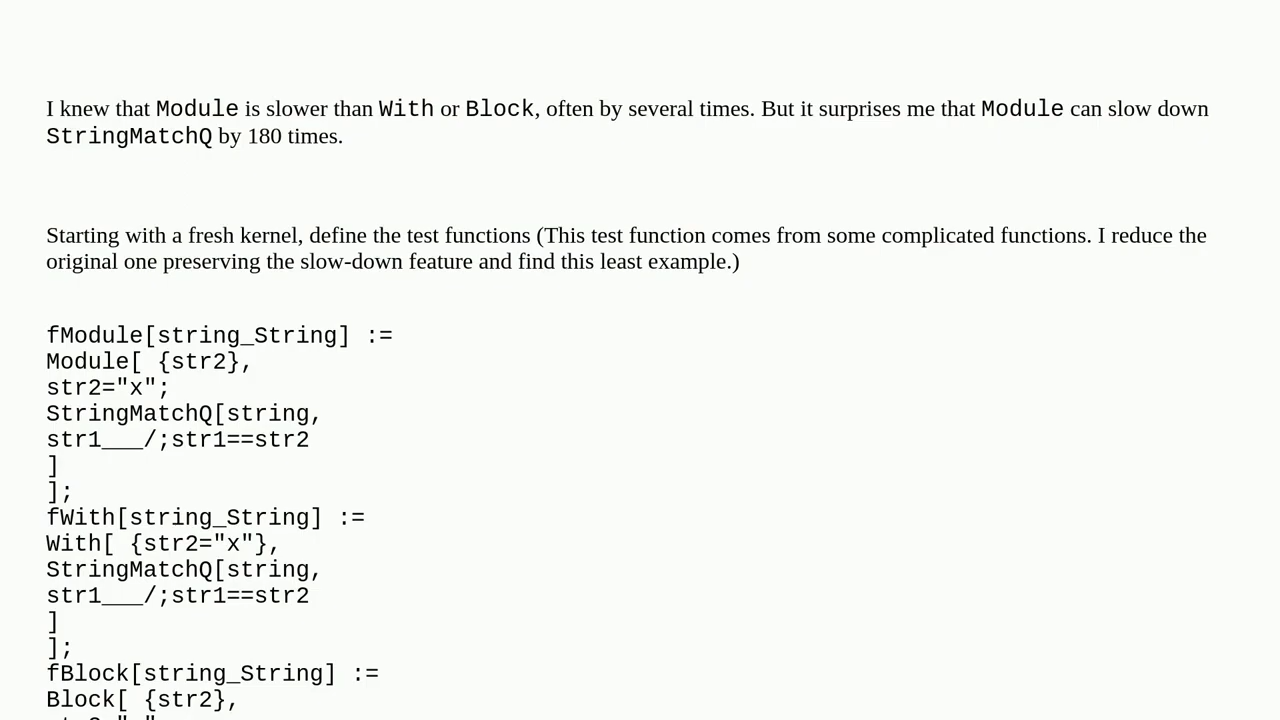 I knew that Module is slower than With or Block, often by several times. But it surprises me that Module can slow down
StringMatchQ by 180 times.
Starting with a fresh kernel, define the test functions (This test function comes from some complicated functions. I reduce the
original one preserving the slow-down feature and find this least example.)
fModule[string_String] :=
Module[ {str2},
str2="x";
StringMatchQ[string,
str1___/;str1==str2
]
];
fWith[string_String] :=
With[ {str2="x"},
StringMatchQ[string,
str1___/;str1==str2
]
];
fBlock[string_String] :=
Block[ {str2},